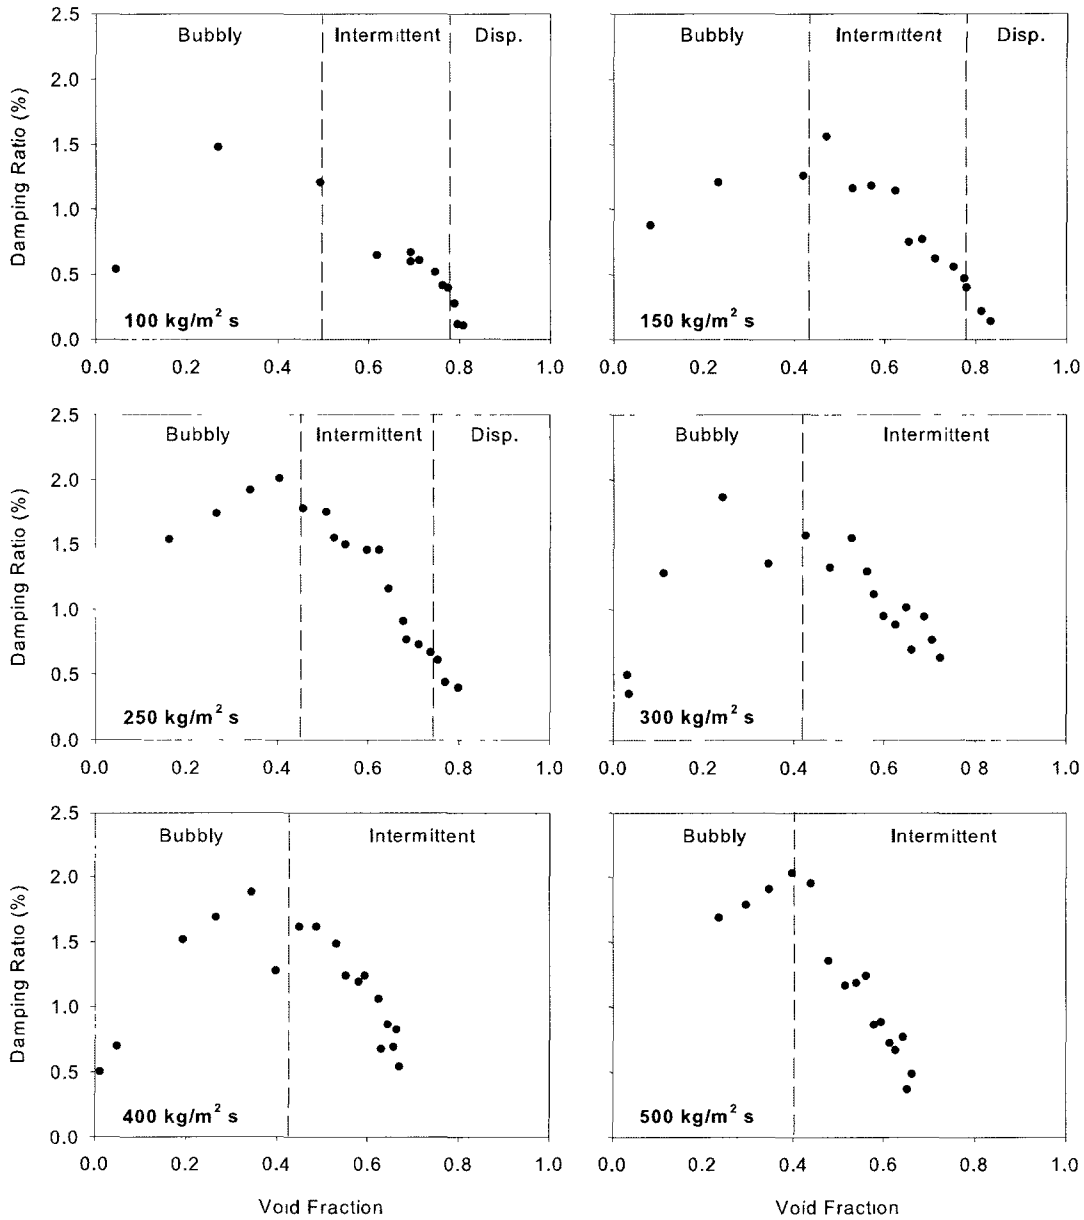 2.5
Bubbly Intermittent Disp.
2.0
1.5
1.0
0.5
0.0
Damping Ratio (%)
100 kg/m² s
0.0 0.2 0.4 0.6 0.8 1.0
Bubbly Intermittent Disp.
150 kg/m² s
0.0 0.2 0.4 0.6 0.8 1.0
2.5
Bubbly Intermittent Disp.
2.0
1.5
1.0
0.5
0.0
Damping Ratio (%)
250 kg/m² s
0.0 0.2 0.4 0.6 0.8 1.0
Bubbly Intermittent
300 kg/m² s
0.0 0.2 0.4 0.6 0.8 1.0
2.5
Bubbly Intermittent
2.0
1.5
1.0
0.5
0.0
Damping Ratio (%)
400 kg/m² s
0.0 0.2 0.4 0.6 0.8 1.0
Void Fraction
Bubbly Intermittent
500 kg/m² s
0.0 0.2 0.4 0.6 0.8 1.0
Void Fraction